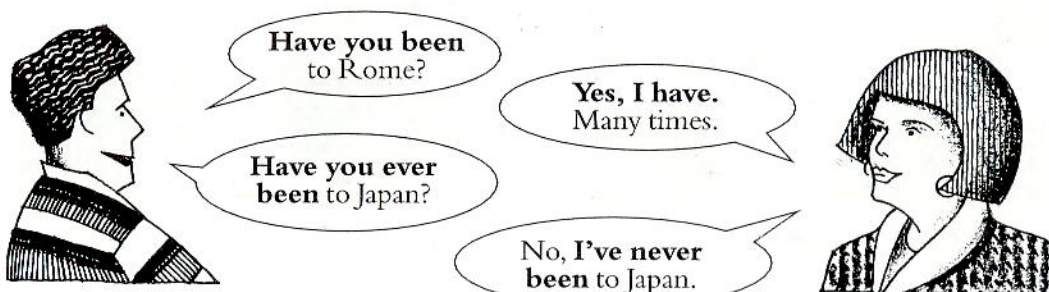 Have you been
to Rome?
Yes, I have.
Many times.
Have you ever
been to Japan?
No, I've never
been to Japan.